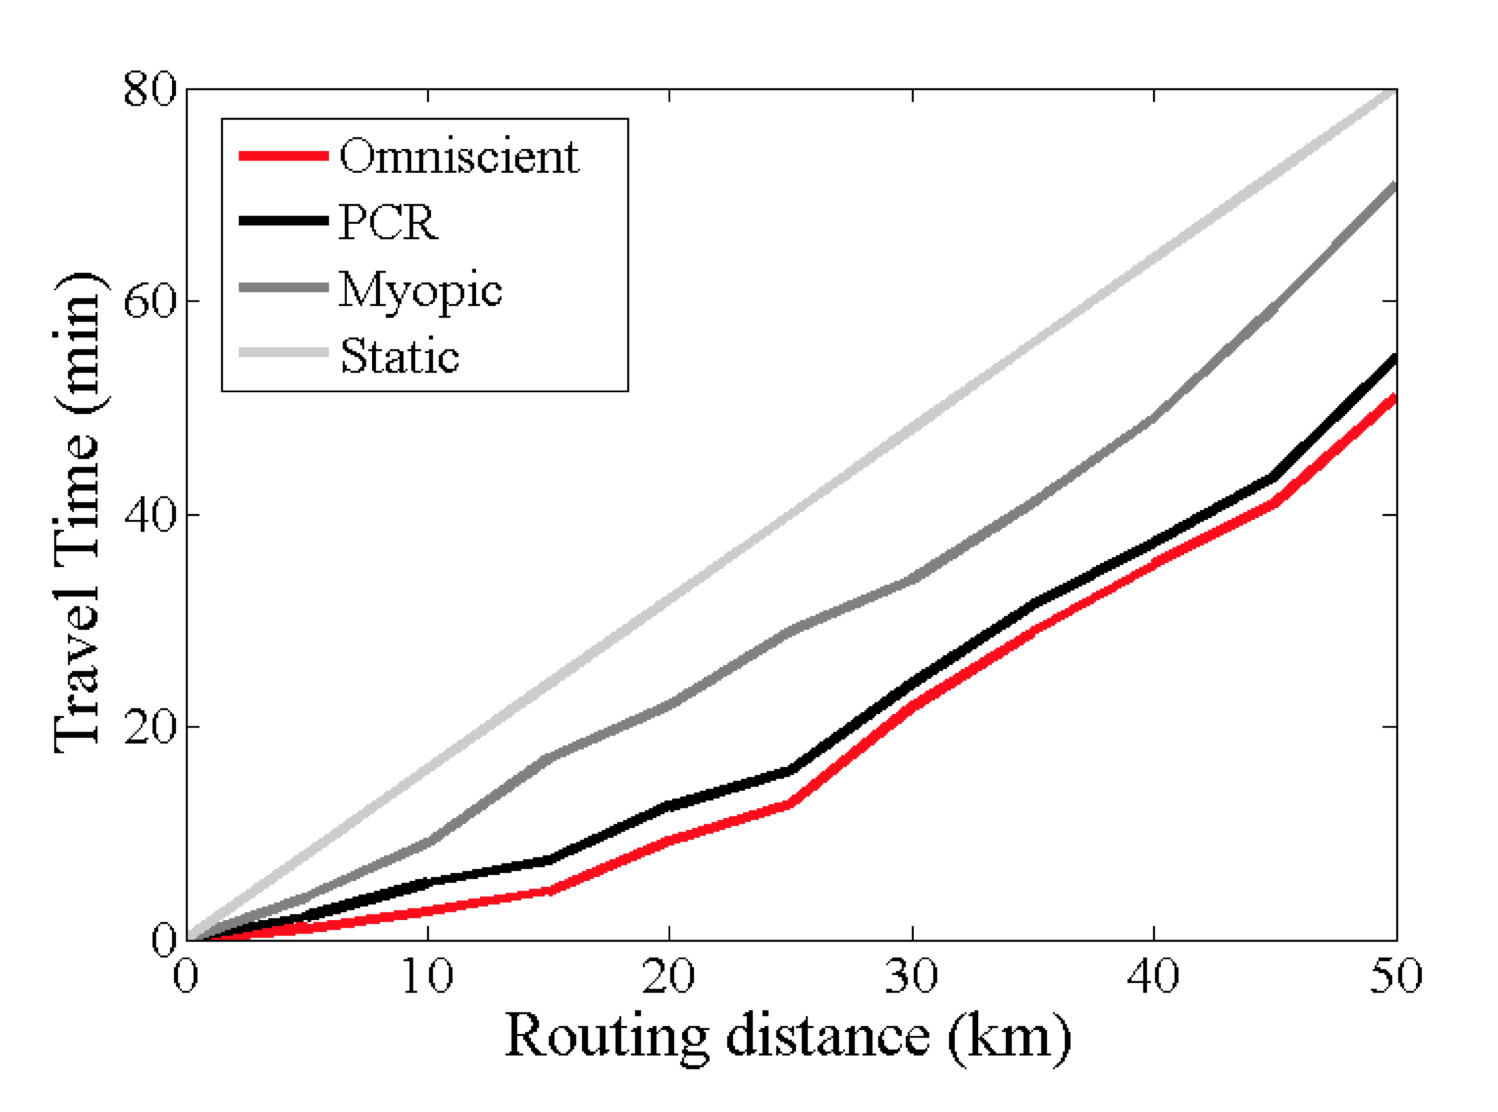 80
60
40
20
0
Travel Time (min)
Omniscient
PCR
Myopic
Static
0 10 20 30 40 50
Routing distance (km)